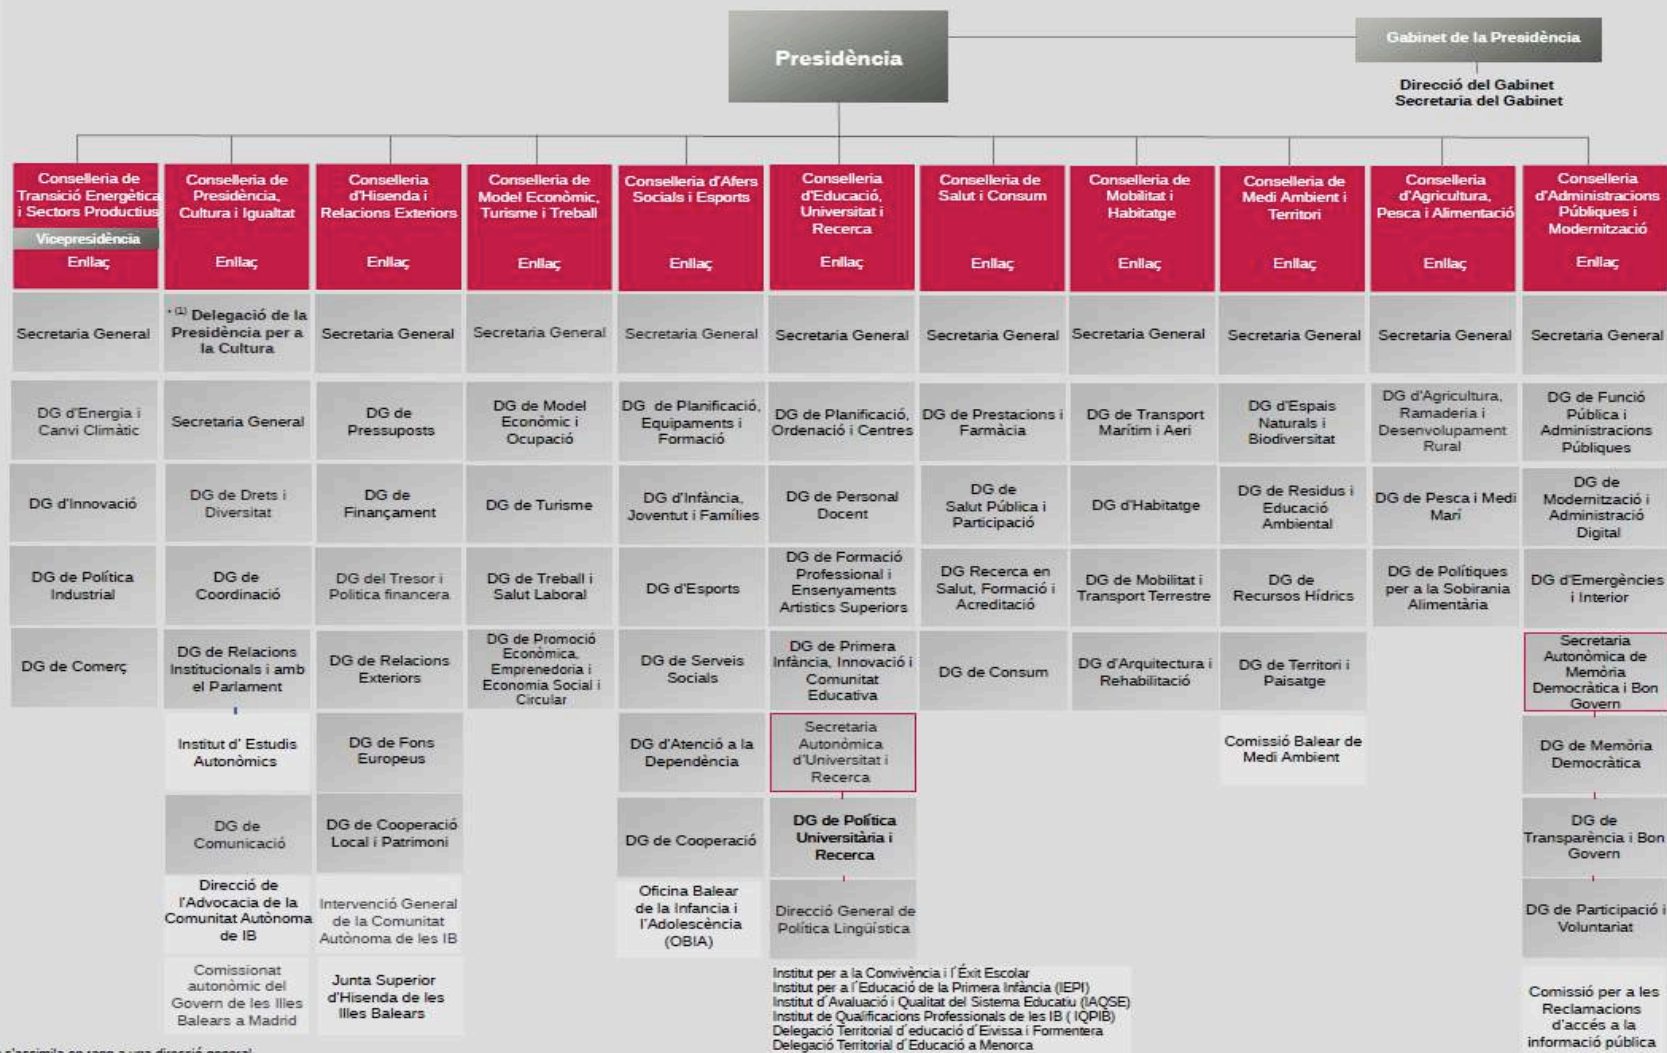 Presidència
Gabinet de la Presidència
Direcció del Gabinet
Secretaria del Gabinet
Conselleria de
Transició Energètica
i Sectors Productius
Vicepresidència
Enllaç
Secretaria General
DG d'Energia i
Canvi Climàtic
DG d'Innovació
DG de Política
Industrial
DG de Comerç
Conselleria de
Presidència,
Cultura i Igualtat
Enllaç
* (1) Delegació de la
Presidència per a
la Cultura
Secretaria General
DG de Drets i
Diversitat
DG de
Coordinació
DG de Relacions
Institucionals i amb
el Parlament
Institut d' Estudis
Autonòmics
DG de
Comunicació
Direcció de
l'Advocacia de la
Comunitat Autònoma
de IB
Comissionat
autonòmic del
Govern de les Illes
Balears a Madrid
Conselleria
d'Hisenda i
Relacions Exteriors
Enllaç
Secretaria General
DG de
Pressuposts
DG de
Finançament
DG del Tresor i
Politica financera
DG de Relacions
Exteriors
DG de Fons
Europeus
DG de Cooperació
Local i Patrimoni
Intervenció General
de la Comunitat
Autònoma de les IB
Junta Superior
d'Hisenda de les
Illes Balears
Conselleria de
Model Econòmic,
Turisme i Treball
Enllaç
Secretaria General
DG de Model
Econòmic i
Ocupació
DG de Turisme
DG de Treball i
Salut Laboral
DG de Promoció
Econòmica,
Emprenedoria i
Economia Social i
Circular
Conselleria d'Afers
Socials i Esports
Enllaç
Secretaria General
DG de Planificació,
Equipaments i
Formació
DG d'Infància,
Joventut i Famílies
DG d'Esports
DG de Serveis
Socials
DG d'Atenció a la
Dependència
DG de Cooperació
Oficina Balear
de la Infancia i
l'Adolescència
(OBIA)
Conselleria
d'Educació,
Universitat i
Recerca
Enllaç
Secretaria General
DG de Planificació,
Ordenació i Centres
DG de Personal
Docent
DG de Formació
Professional i
Ensenyaments
Artistics Superiors
DG de Primera
Infància, Innovació i
Comunitat
Educativa
Secretaria
Autonòmica
d'Universitat i
Recerca
DG de Política
Universitària i
Recerca
Direcció General de
Política Lingüística
Institut per a la Convivència i l´Éxit Escolar
Institut per a l´Educació de la Primera Infància (IEPI)
Institut d´Avaluació i Qualitat del Sistema Educatiu (IAQSE)
Institut de Qualificacions Professionals de les IB ( IQPIB)
Delegació Territorial d´educació d´Eivissa i Formentera
Delegació Territorial d´Educació a Menorca
Conselleria de
Salut i Consum
Enllaç
Secretaria General
DG de Prestacions i
Farmàcia
DG de
Salut Pública i
Participació
DG Recerca en
Salut, Formació i
Acreditació
DG de Consum
Conselleria de
Mobilitat i
Habitatge
Enllaç
Secretaria General
DG de Transport
Marítim i Aeri
DG d'Habitatge
DG de Mobilitat i
Transport Terrestre
DG d'Arquitectura i
Rehabilitació
Conselleria de
Medi Ambient i
Territori
Enllaç
Secretaria General
DG d'Espais
Naturals i
Biodiversitat
DG de Residus i
Educació
Ambiental
DG de
Recursos Hídrics
DG de Territori i
Paisatge
Comissió Balear de
Medi Ambient
Conselleria
d'Agricultura,
Pesca i Alimentació
Enllaç
Secretaria General
DG d'Agricultura,
Ramaderia i
Desenvolupament
Rural
DG de Pesca i Medi
Marí
DG de Polítiques
per a la Sobirania
Alimentària
Conselleria
d'Administracions
Públiques i
Modernització
Enllaç
Secretaria General
DG de Funció
Pública i
Administracions
Públiques
DG de
Modernització i
Administració
Digital
DG d'Emergències
i Interior
Secretaria
Autonòmica de
Memòria
Democràtica i Bon
Govern
DG de Memòria
Democràtica
DG de
Transparència i Bon
Govern
DG de Participació i
Voluntariat
Comissió per a les
Reclamacions
d'accés a la
informació pública